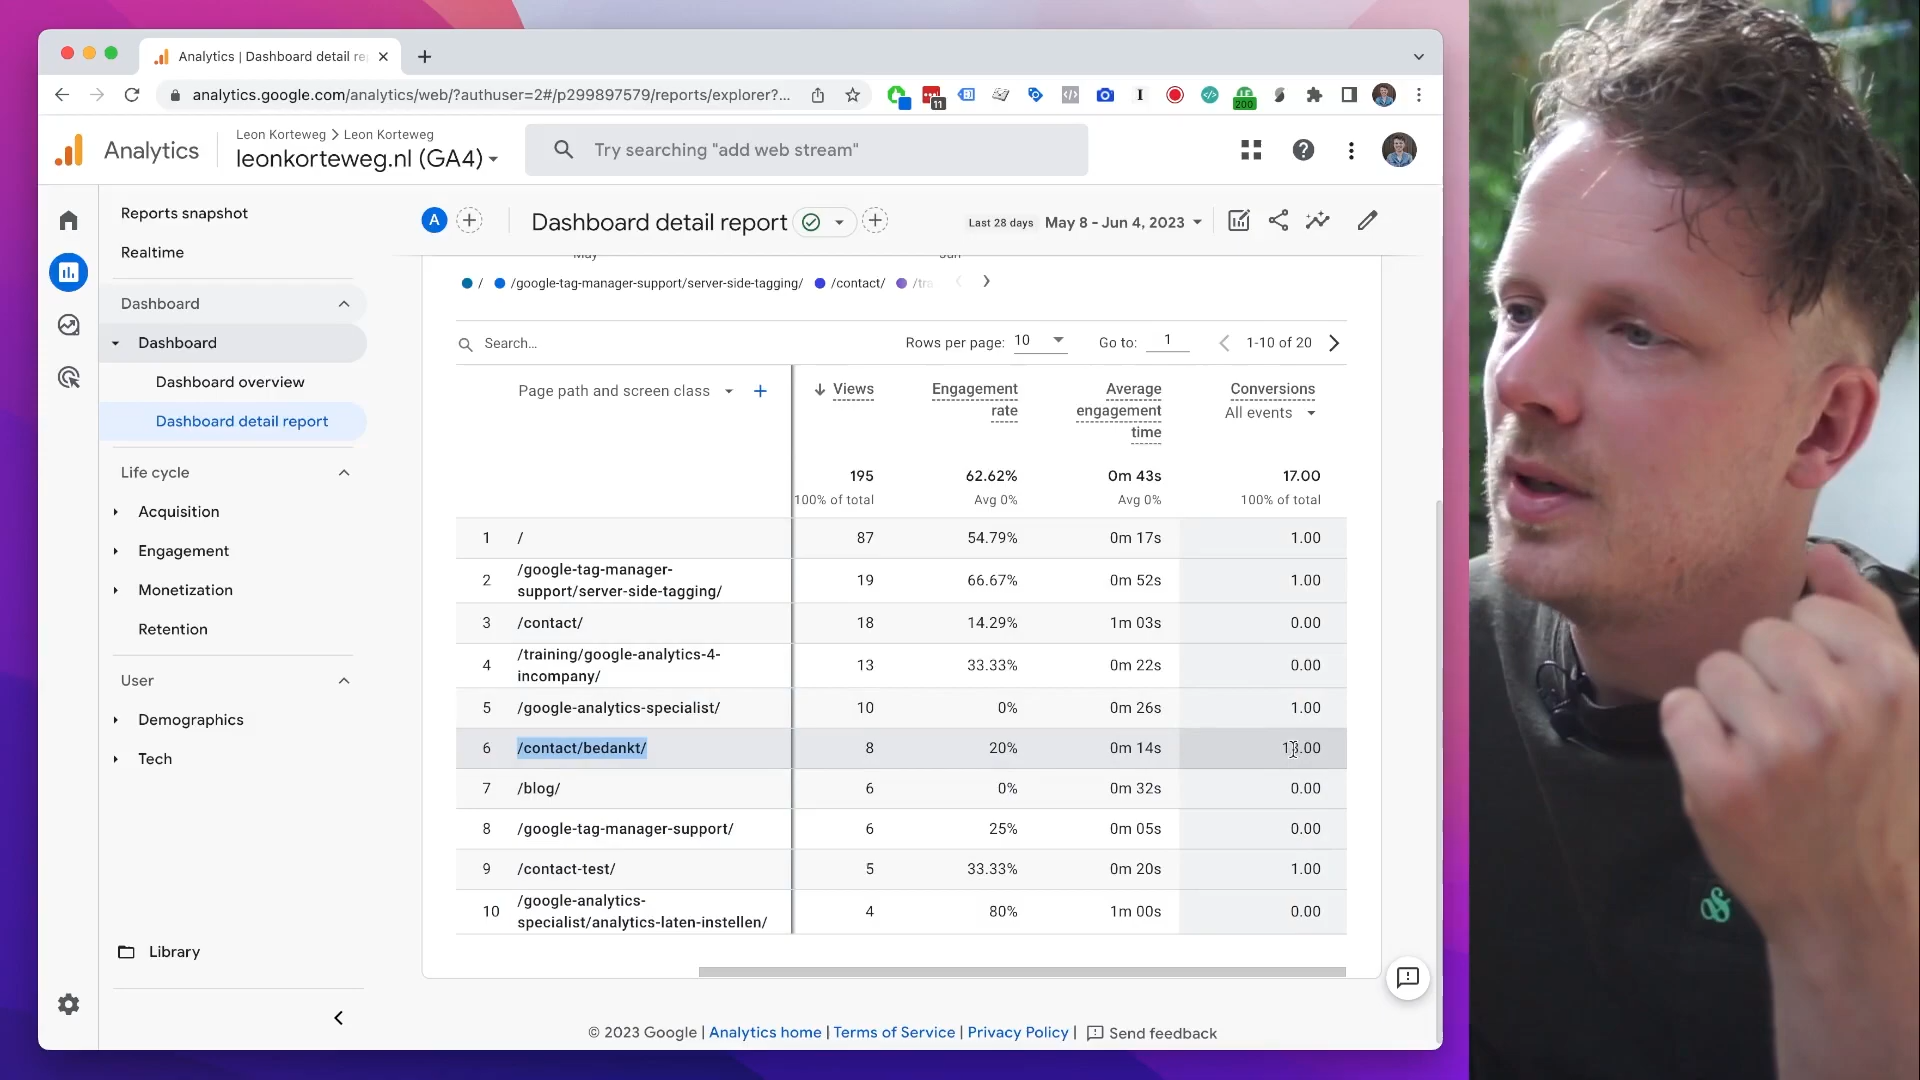 Analytics | Dashboard detail re
analytics.google.com/analytics/web/?authuser=2#/p299897579/reports/explorer?...
11
200
Analytics
Leon Korteweg > Leon Korteweg
leonkorteweg.nl (GA4)
Try searching "add web stream"
Reports snapshot
Realtime
Dashboard
Dashboard
Dashboard overview
Dashboard detail report
Life cycle
Acquisition
Engagement
Monetization
Retention
User
Demographics
Tech
Library
A
Dashboard detail report
Last 28 days May 8 - Jun 4, 2023
/ /google-tag-manager-support/server-side-tagging/ /contact/ /tra
Search...
Rows per page: 10 Go to: 1 1-10 of 20
Page path and screen class Views Engagement rate Average engagement time Conversions
All events
195 62.62% 0m 43s 17.00
100% of total Avg 0% Avg 0% 100% of total
1 / 87 54.79% 0m 17s 1.00
2 /google-tag-manager-support/server-side-tagging/ 19 66.67% 0m 52s 1.00
3 /contact/ 18 14.29% 1m 03s 0.00
4 /training/google-analytics-4-incompany/ 13 33.33% 0m 22s 0.00
5 /google-analytics-specialist/ 10 0% 0m 26s 1.00
6 /contact/bedankt/ 8 20% 0m 14s
7 /blog/ 6 0% 0m 32s 0.00
8 /google-tag-manager-support/ 6 25% 0m 05s 0.00
9 /contact-test/ 5 33.33% 0m 20s 1.00
10 /google-analytics-specialist/analytics-laten-instellen/ 4 80% 1m 00s 0.00
© 2023 Google | Analytics home | Terms of Service | Privacy Policy | Send feedback